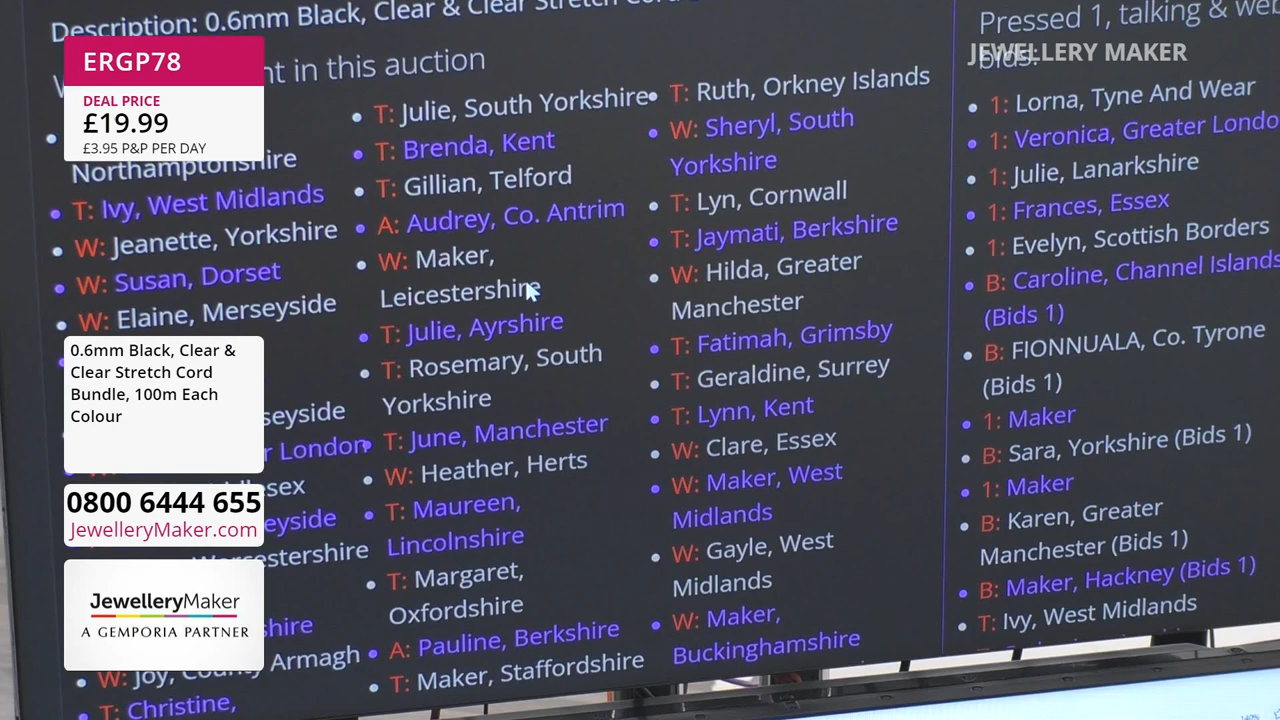 Description: 0.6mm Black, Clear & Clear Stretch Cord
nt in this auction
Northamptonshire
T: Ivy, West Midlands
W: Jeanette, Yorkshire
W: Susan, Dorset
W: Elaine, Merseyside
seyside
r London
sex
eyside
Worcestershire
shire
W: Joy, County Armagh
T: Christine,
T: Julie, South Yorkshire
T: Brenda, Kent
T: Gillian, Telford
A: Audrey, Co. Antrim
W: Maker,
Leicestershire
T: Julie, Ayrshire
T: Rosemary, South
Yorkshire
T: June, Manchester
W: Heather, Herts
T: Maureen,
Lincolnshire
T: Margaret,
Oxfordshire
A: Pauline, Berkshire
T: Maker, Staffordshire
T: Ruth, Orkney Islands
W: Sheryl, South
Yorkshire
T: Lyn, Cornwall
T: Jaymati, Berkshire
W: Hilda, Greater
Manchester
T: Fatimah, Grimsby
T: Geraldine, Surrey
T: Lynn, Kent
W: Clare, Essex
W: Maker, West
Midlands
W: Gayle, West
Midlands
W: Maker,
Buckinghamshire
Pressed 1, talking & web
bids:
1: Lorna, Tyne And Wear
1: Veronica, Greater Londo
1: Julie, Lanarkshire
1: Frances, Essex
1: Evelyn, Scottish Borders
B: Caroline, Channel Islands
(Bids 1)
B: FIONNUALA, Co. Tyrone
(Bids 1)
1: Maker
B: Sara, Yorkshire (Bids 1)
1: Maker
B: Karen, Greater
Manchester (Bids 1)
B: Maker, Hackney (Bids 1)
T: Ivy, West Midlands
JEWELLERY MAKER
ERGP78
DEAL PRICE
£19.99
£3.95 P&P PER DAY
0.6mm Black, Clear &
Clear Stretch Cord
Bundle, 100m Each
Colour
0800 6444 655
JewelleryMaker.com
JewelleryMaker
A GEMPORIA PARTNER